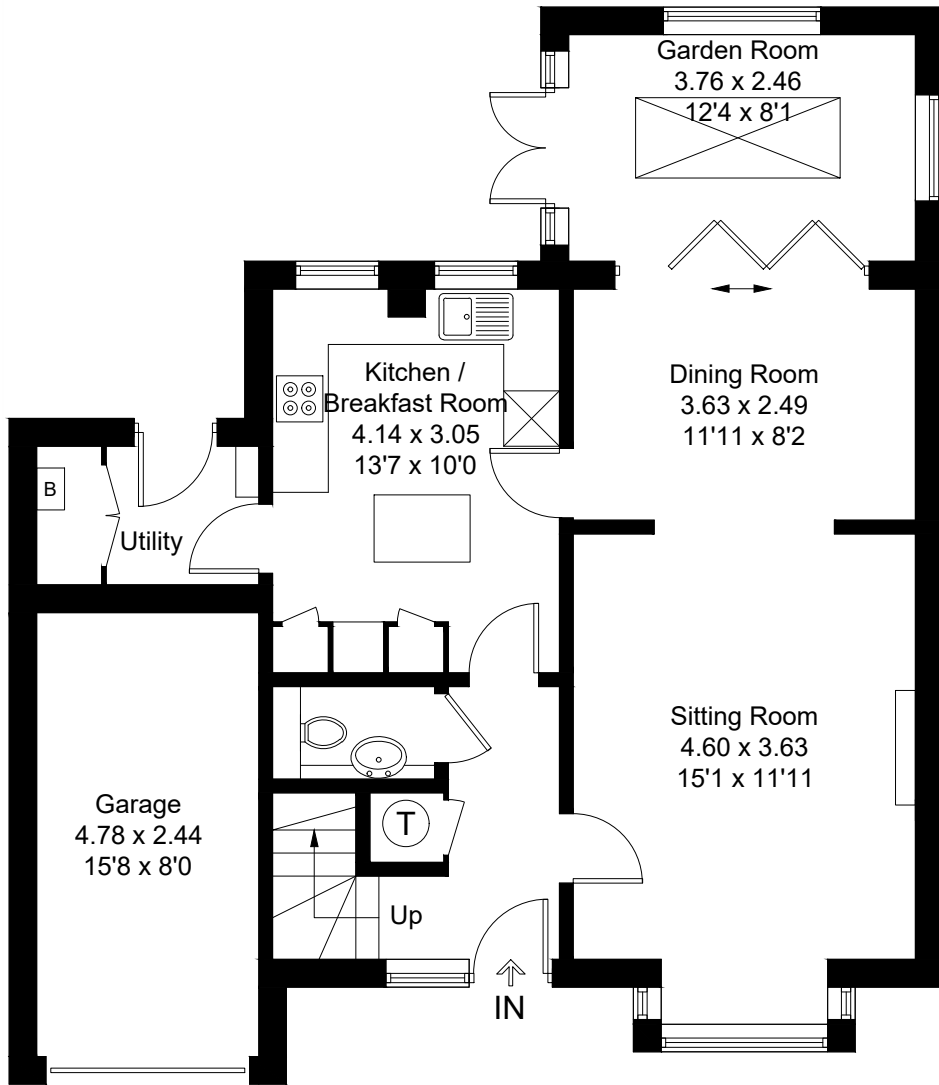 Garden Room
3.76 x 2.46
12'4 x 8'1
Kitchen /
Breakfast Room
4.14 x 3.05
13'7 x 10'0
Dining Room
3.63 x 2.49
11'11 x 8'2
B
Utility
Sitting Room
4.60 x 3.63
15'1 x 11'11
Garage
4.78 x 2.44
15'8 x 8'0
T
Up
IN